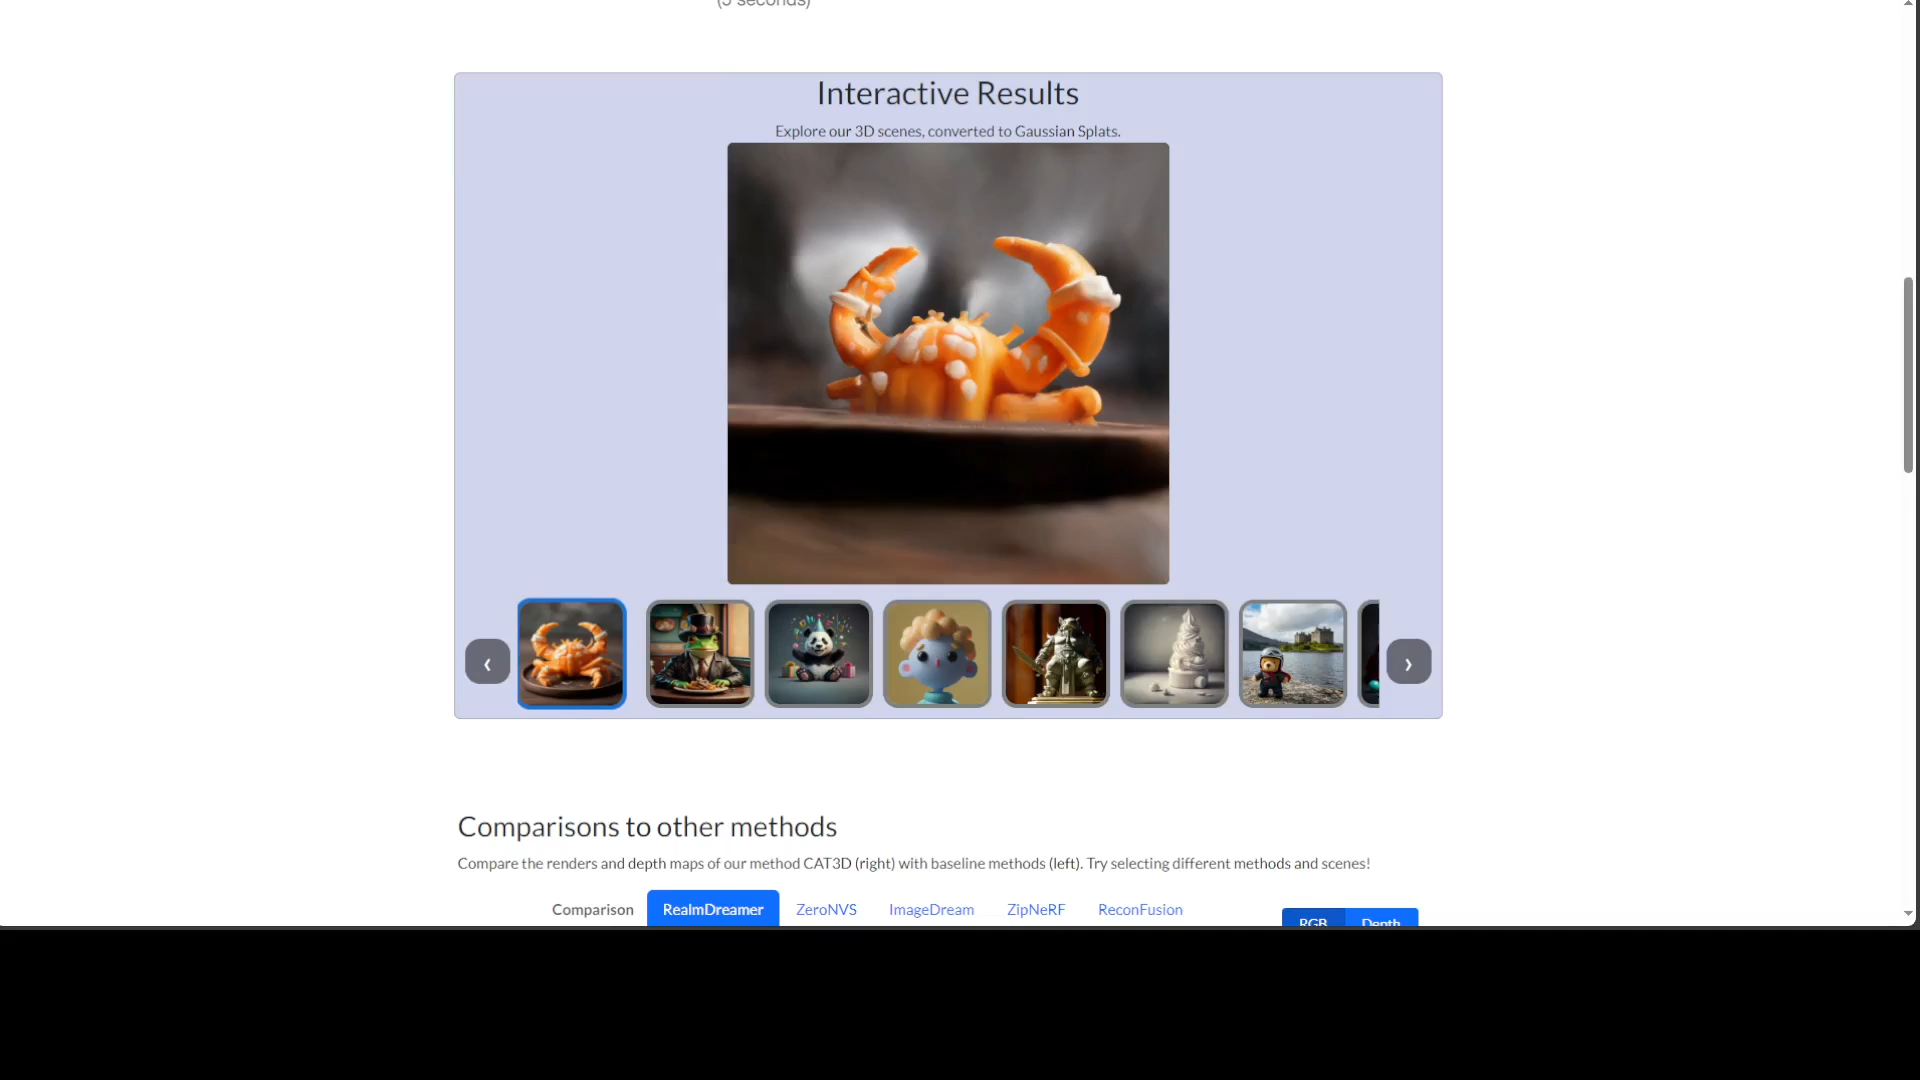 (5 seconds)
Interactive Results
Explore our 3D scenes, converted to Gaussian Splats.
‹
›
Comparisons to other methods
Compare the renders and depth maps of our method CAT3D (right) with baseline methods (left). Try selecting different methods and scenes!
Comparison RealmDreamer ZeroNVS ImageDream ZipNeRF ReconFusion
RGB Depth